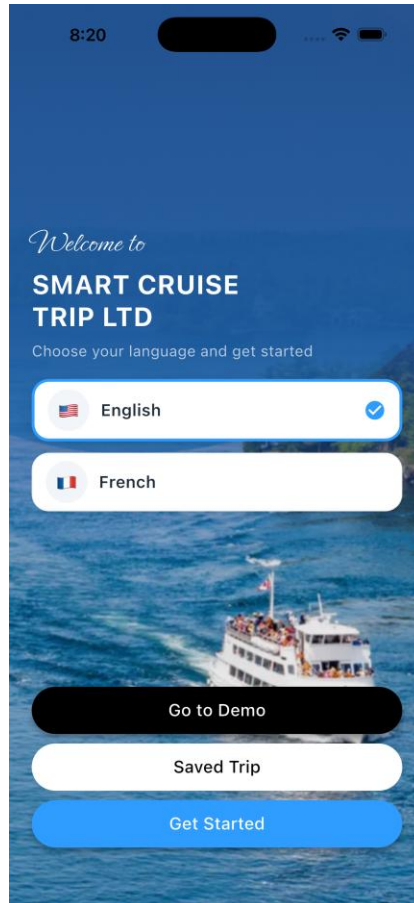 8:20
Welcome to
SMART CRUISE
TRIP LTD
Choose your language and get started
English
French
Go to Demo
Saved Trip
Get Started